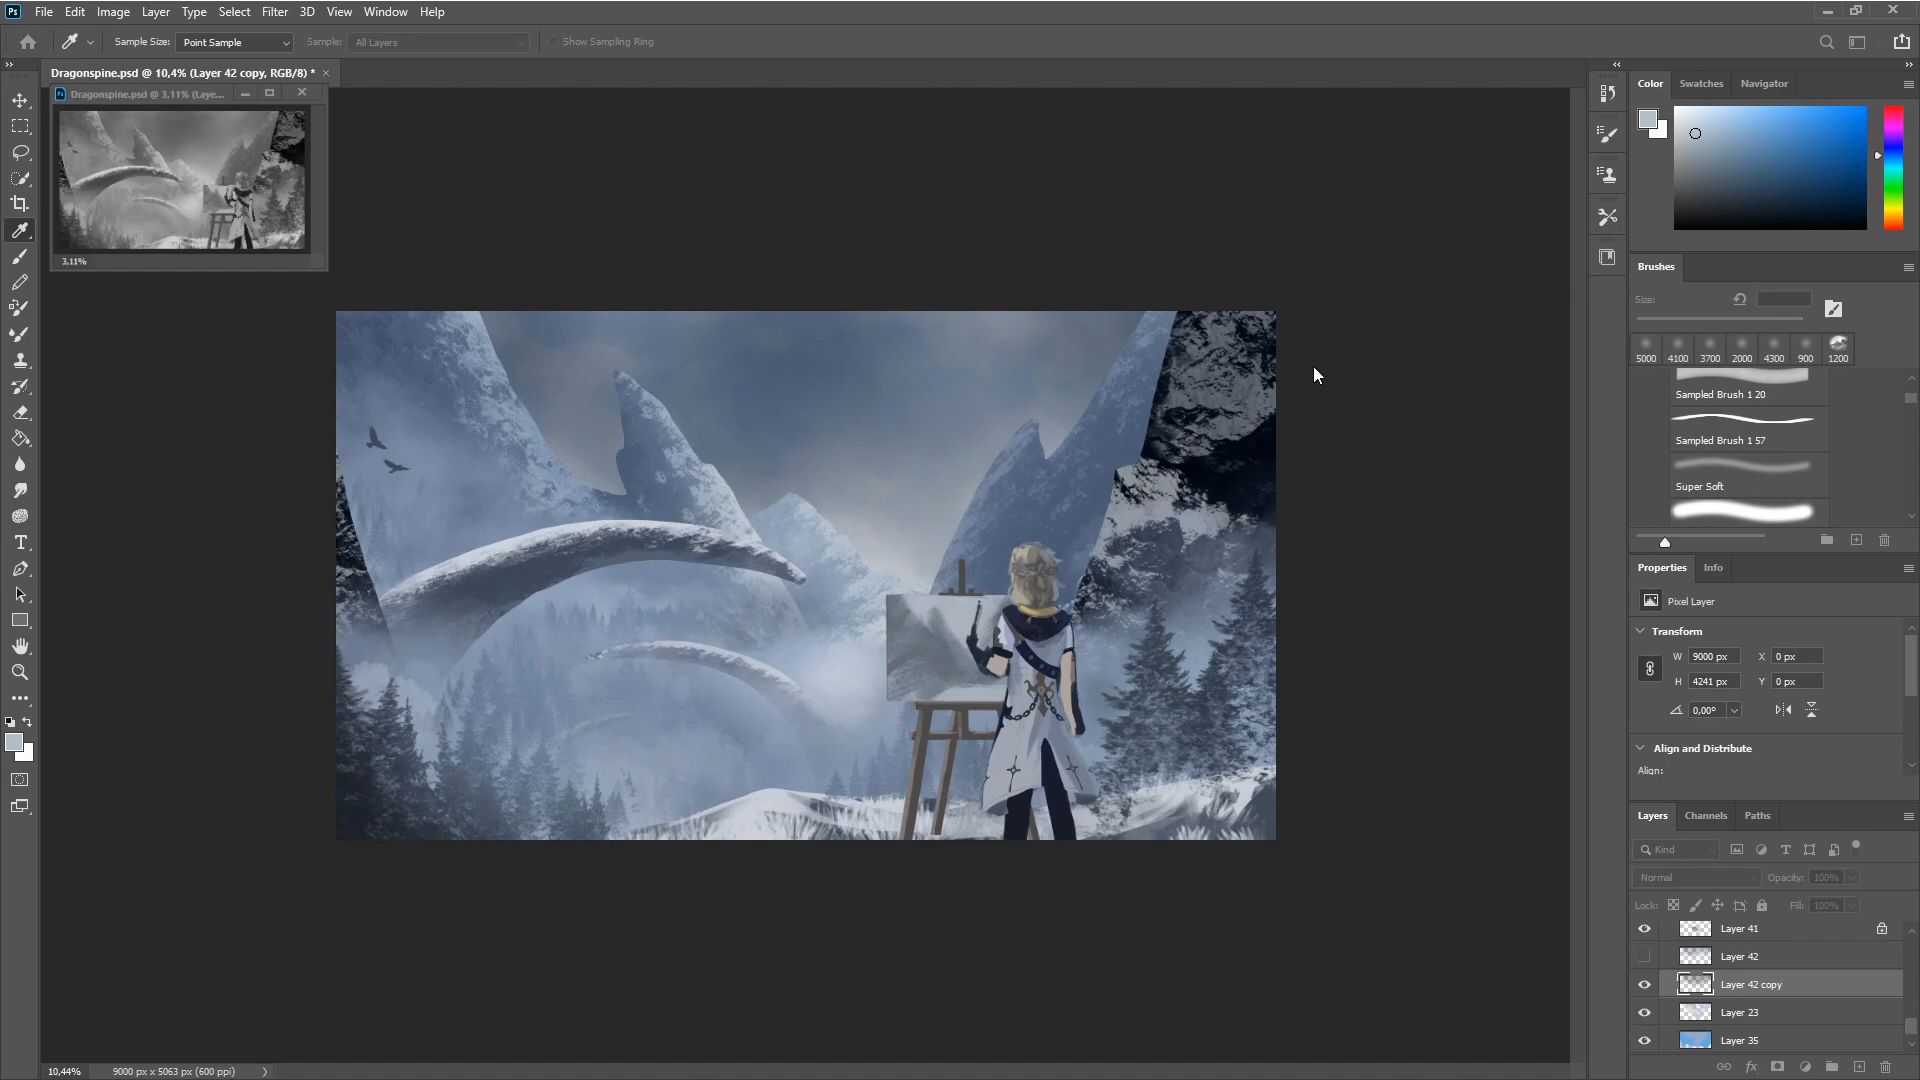 Ps File Edit Image Layer Type Select Filter 3D View Window Help
Sample Size: Point Sample Sample: All Layers Show Sampling Ring
Dragonspine.psd @ 10,4% (Layer 42 copy, RGB/8) *
Dragonspine.psd @ 3,11% (Laye...
3,11%
Color Swatches Navigator
Brushes
Size:
5000 4100 3700 2000 4300 900 1200
Sampled Brush 1 20
Sampled Brush 1 57
Super Soft
Properties Info
Pixel Layer
Transform
W 9000 px X 0 px
H 4241 px Y 0 px
0,00°
Align and Distribute
Align:
Layers Channels Paths
Kind
Normal Opacity: 100%
Lock: Fill: 100%
Layer 41
Layer 42
Layer 42 copy
Layer 23
Layer 35
fx
10,44% 9000 px x 5063 px (600 ppi)